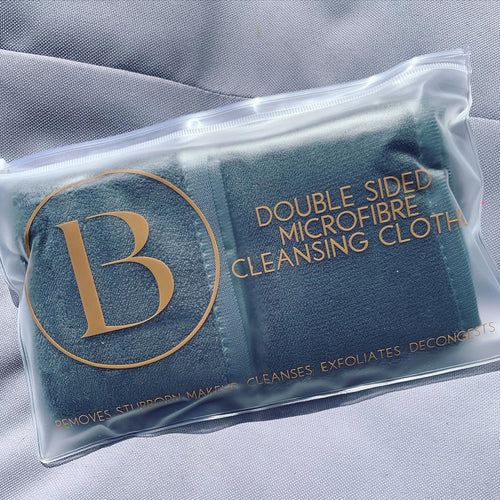 B
DOUBLE SIDED
MICROFIBRE
CLEANSING CLOTH
REMOVES STUBBORN MAKEUP CLEANSES EXFOLIATES DECONGESTS